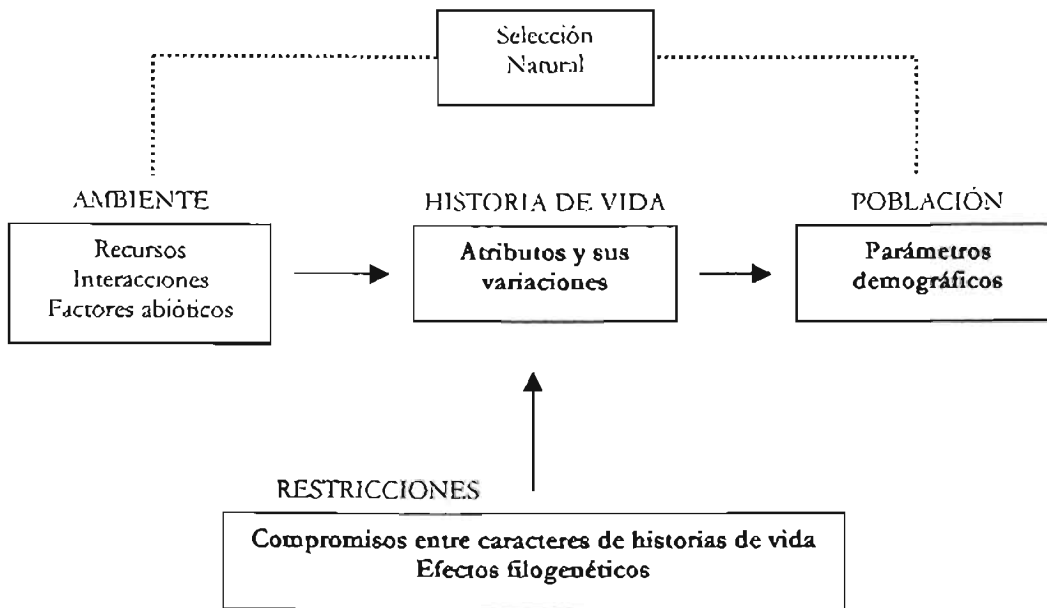 Selección
Natural
AMBIENTE
HISTORIA DE VIDA
POBLACIÓN
Recursos
Interacciones
Factores abióticos
Atributos y sus
variaciones
Parámetros
demográficos
RESTRICCIONES
Compromisos entre caracteres de historias de vida
Efectos filogenéticos